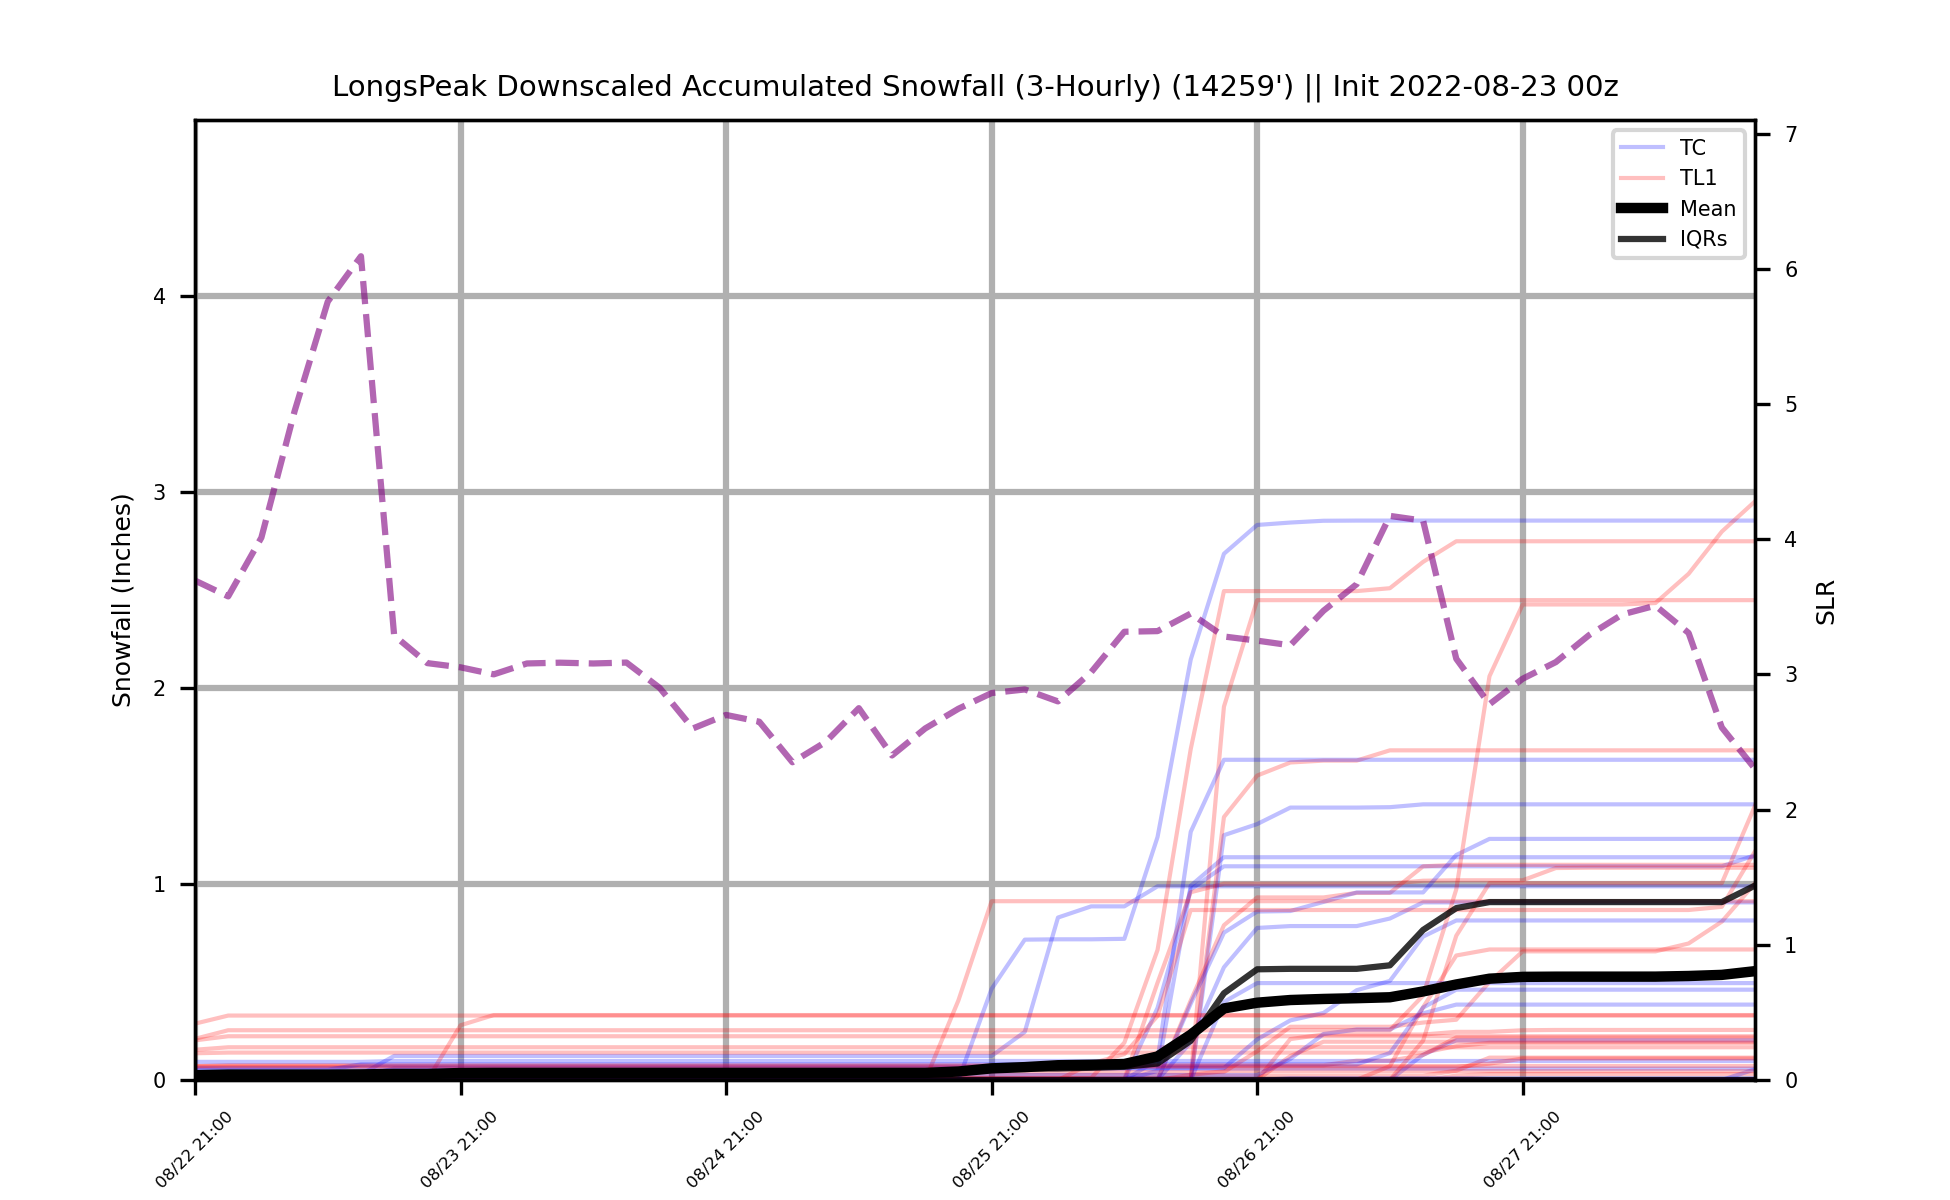 LongsPeak Downscaled Accumulated Snowfall (3-Hourly) (14259') || Init 2022-08-23 00z
TC
TL1
Mean
IQRs
Snowfall (Inches)
4
3
2
1
0
7
6
5
4
3
2
1
0
SLR
08/22 21:00
08/23 21:00
08/24 21:00
08/25 21:00
08/26 21:00
08/27 21:00